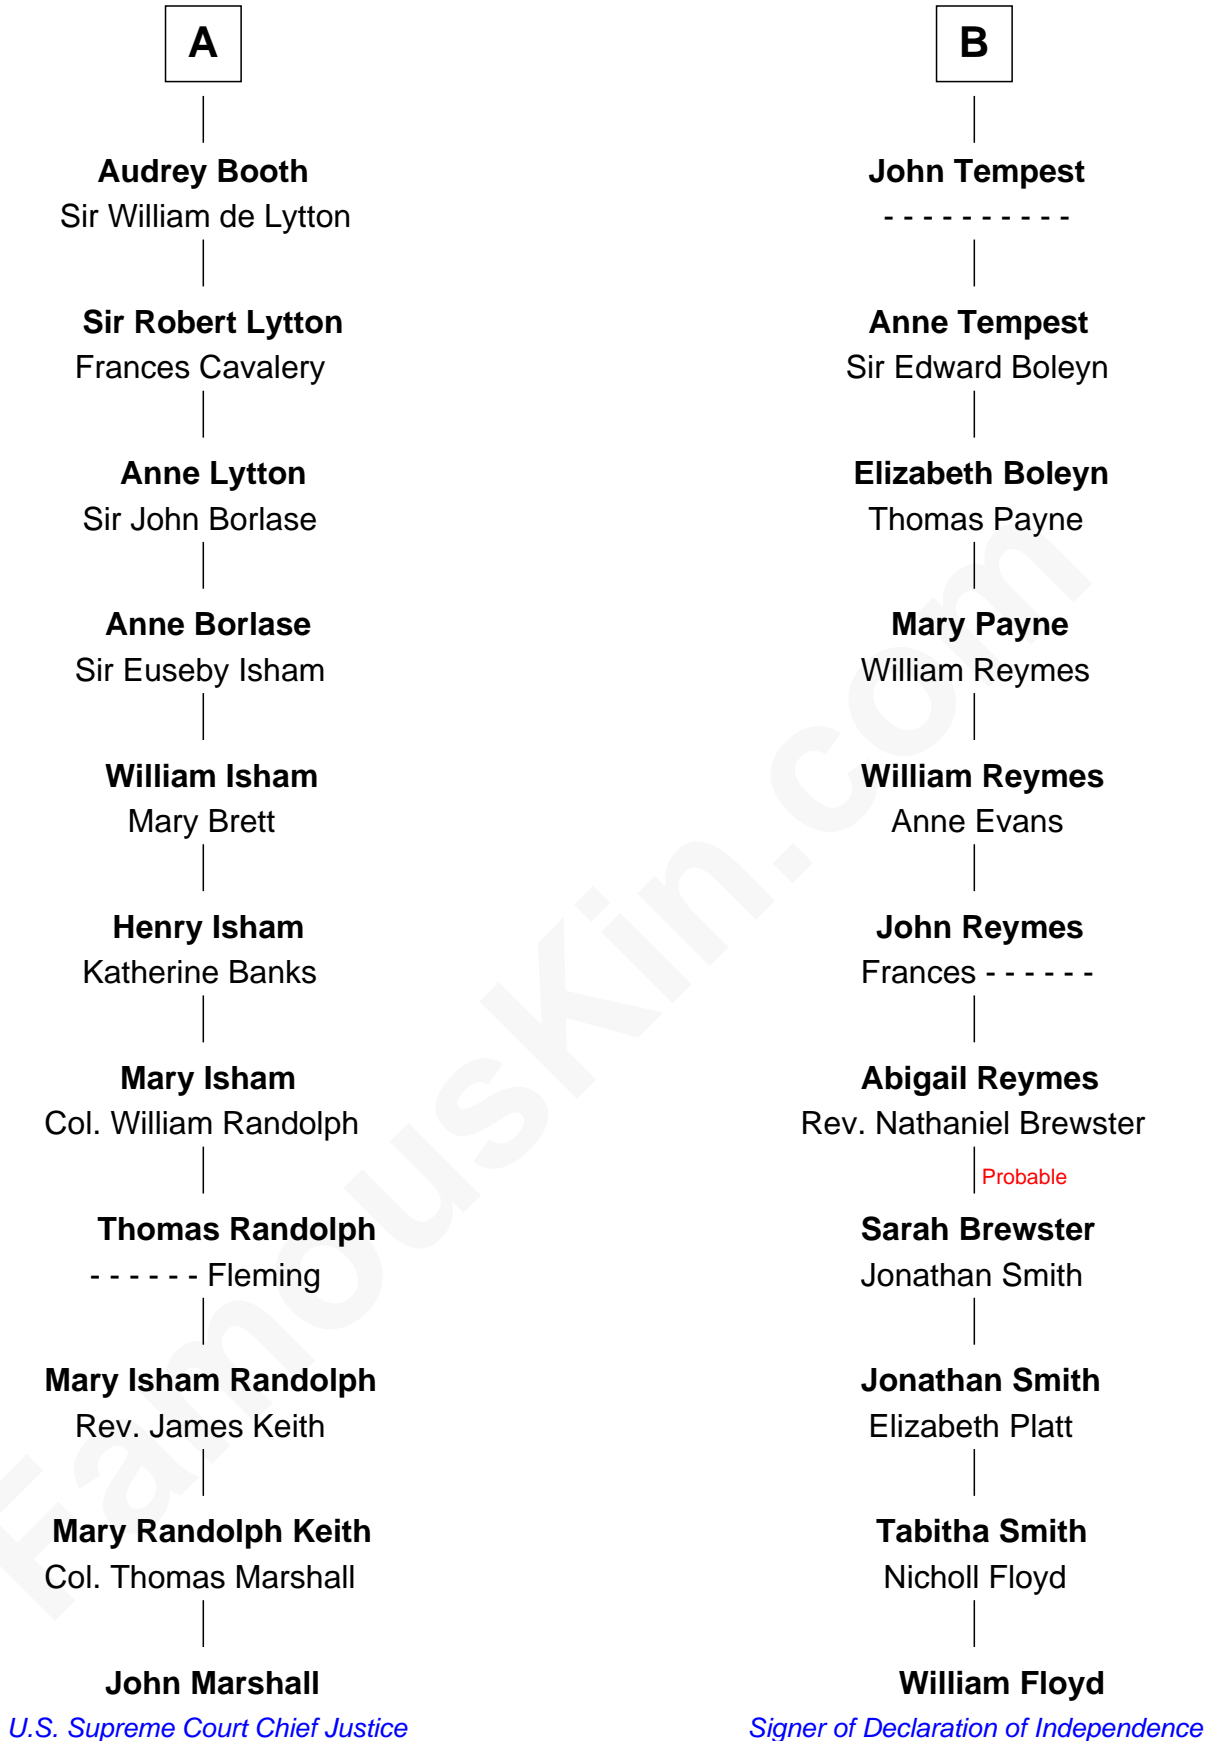 A
Audrey Booth
Sir William de Lytton
Sir Robert Lytton
Frances Cavalery
Anne Lytton
Sir John Borlase
Anne Borlase
Sir Euseby Isham
William Isham
Mary Brett
Henry Isham
Katherine Banks
Mary Isham
Col. William Randolph
Thomas Randolph
- - - - - - Fleming
Mary Isham Randolph
Rev. James Keith
Mary Randolph Keith
Col. Thomas Marshall
John Marshall
U.S. Supreme Court Chief Justice
B
John Tempest
- - - - - - - - - -
Anne Tempest
Sir Edward Boleyn
Elizabeth Boleyn
Thomas Payne
Mary Payne
William Reymes
William Reymes
Anne Evans
John Reymes
Frances - - - - - -
Abigail Reymes
Rev. Nathaniel Brewster
Probable
Sarah Brewster
Jonathan Smith
Jonathan Smith
Elizabeth Platt
Tabitha Smith
Nicholl Floyd
William Floyd
Signer of Declaration of Independence
FamousKin.com